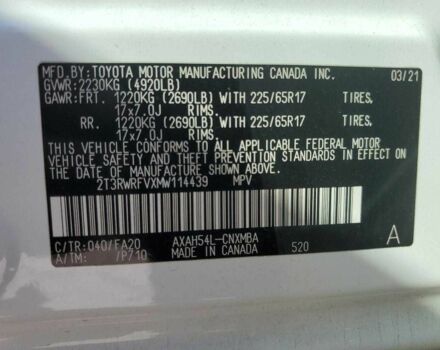 MFD.BY:TOYOTA MOTOR MANUFACTURING CANADA INC. 03/21
GVWR:2230KG (4920LB)
GAWR:FRT. 1220KG (2690LB) WITH 225/65R17 TIRES.
17x7.0J RIMS.
RR. 1220KG (2690LB) WITH 225/65R17 TIRES.
17x7.0J RIMS.
THIS VEHICLE CONFORMS TO ALL APPLICABLE FEDERAL MOTOR
VEHICLE SAFETY AND THEFT PREVENTION STANDARDS IN EFFECT ON
THE DATE OF MANUFACTURE SHOWN ABOVE.
2T3RWRFVXMW114439 MPV
C/TR:040/FA20 AXAH54L-CNXMBA A
A/TM: /P710 MADE IN CANADA 520